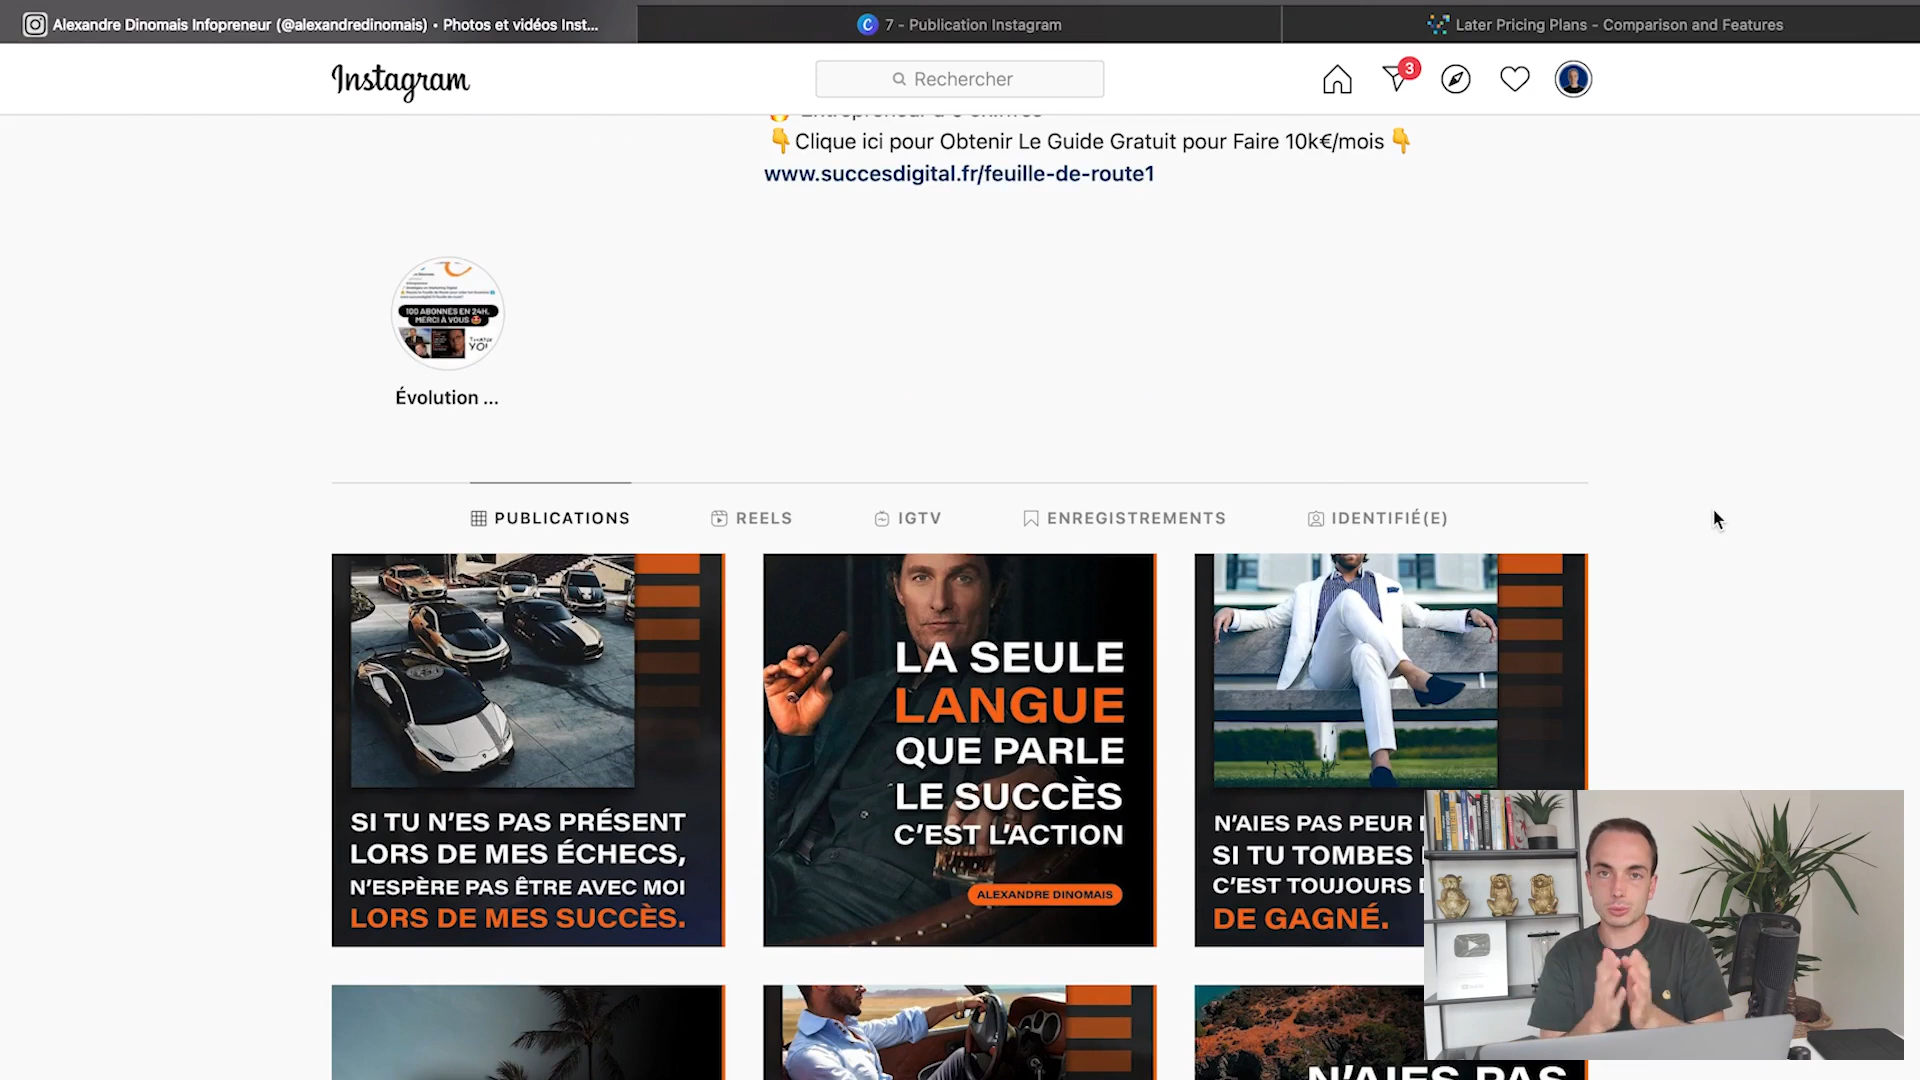 Alexandre Dinomais Infopreneur (@alexandredinomais) • Photos et vidéos Inst...
7 - Publication Instagram
Later Pricing Plans - Comparison and Features
Instagram
Rechercher
3
👇Clique ici pour Obtenir Le Guide Gratuit pour Faire 10k€/mois 👇
www.succesdigital.fr/feuille-de-route1
100 ABONNÉS EN 24H,
MERCI À VOUS
Évolution ...
PUBLICATIONS
REELS
IGTV
ENREGISTREMENTS
IDENTIFIÉ(E)
SI TU N'ES PAS PRÉSENT
LORS DE MES ÉCHECS,
N'ESPÈRE PAS ÊTRE AVEC MOI
LORS DE MES SUCCÈS.
LA SEULE
LANGUE
QUE PARLE
LE SUCCÈS
C'EST L'ACTION
ALEXANDRE DINOMAIS
N'AIES PAS PEUR
SI TU TOMBES
C'EST TOUJOURS
DE GAGNÉ.
N'AIES PAS